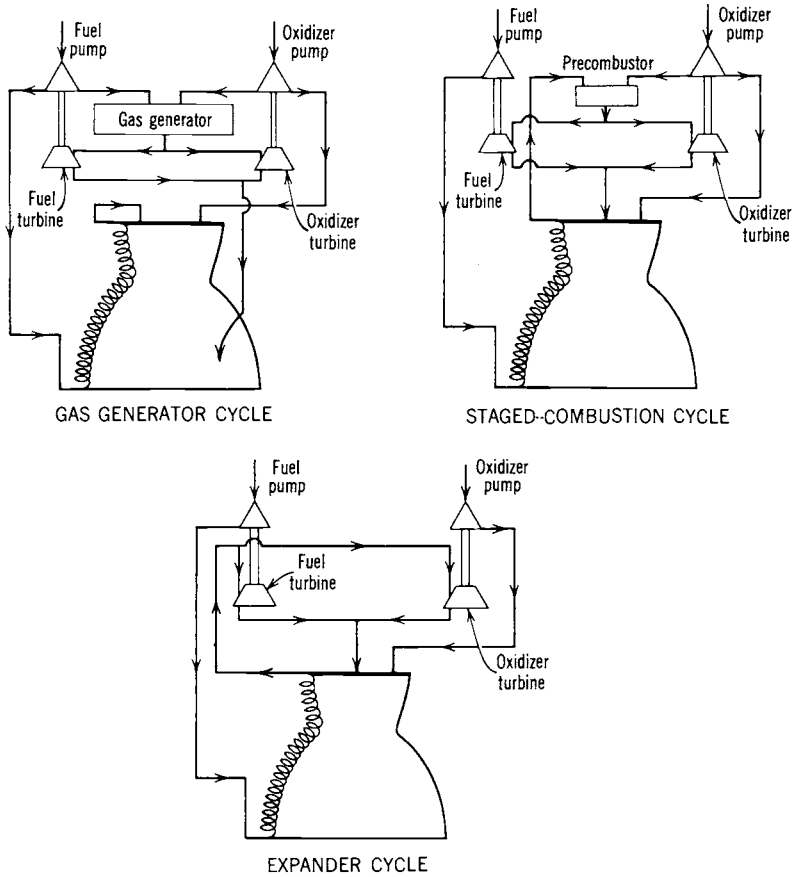 Fuel
pump
Oxidizer
pump
Gas generator
Fuel
turbine
Oxidizer
turbine
GAS GENERATOR CYCLE
Fuel
pump
Oxidizer
pump
Precombustor
Fuel
turbine
Oxidizer
turbine
STAGED--COMBUSTION CYCLE
Fuel
pump
Oxidizer
pump
Fuel
turbine
Oxidizer
turbine
EXPANDER CYCLE